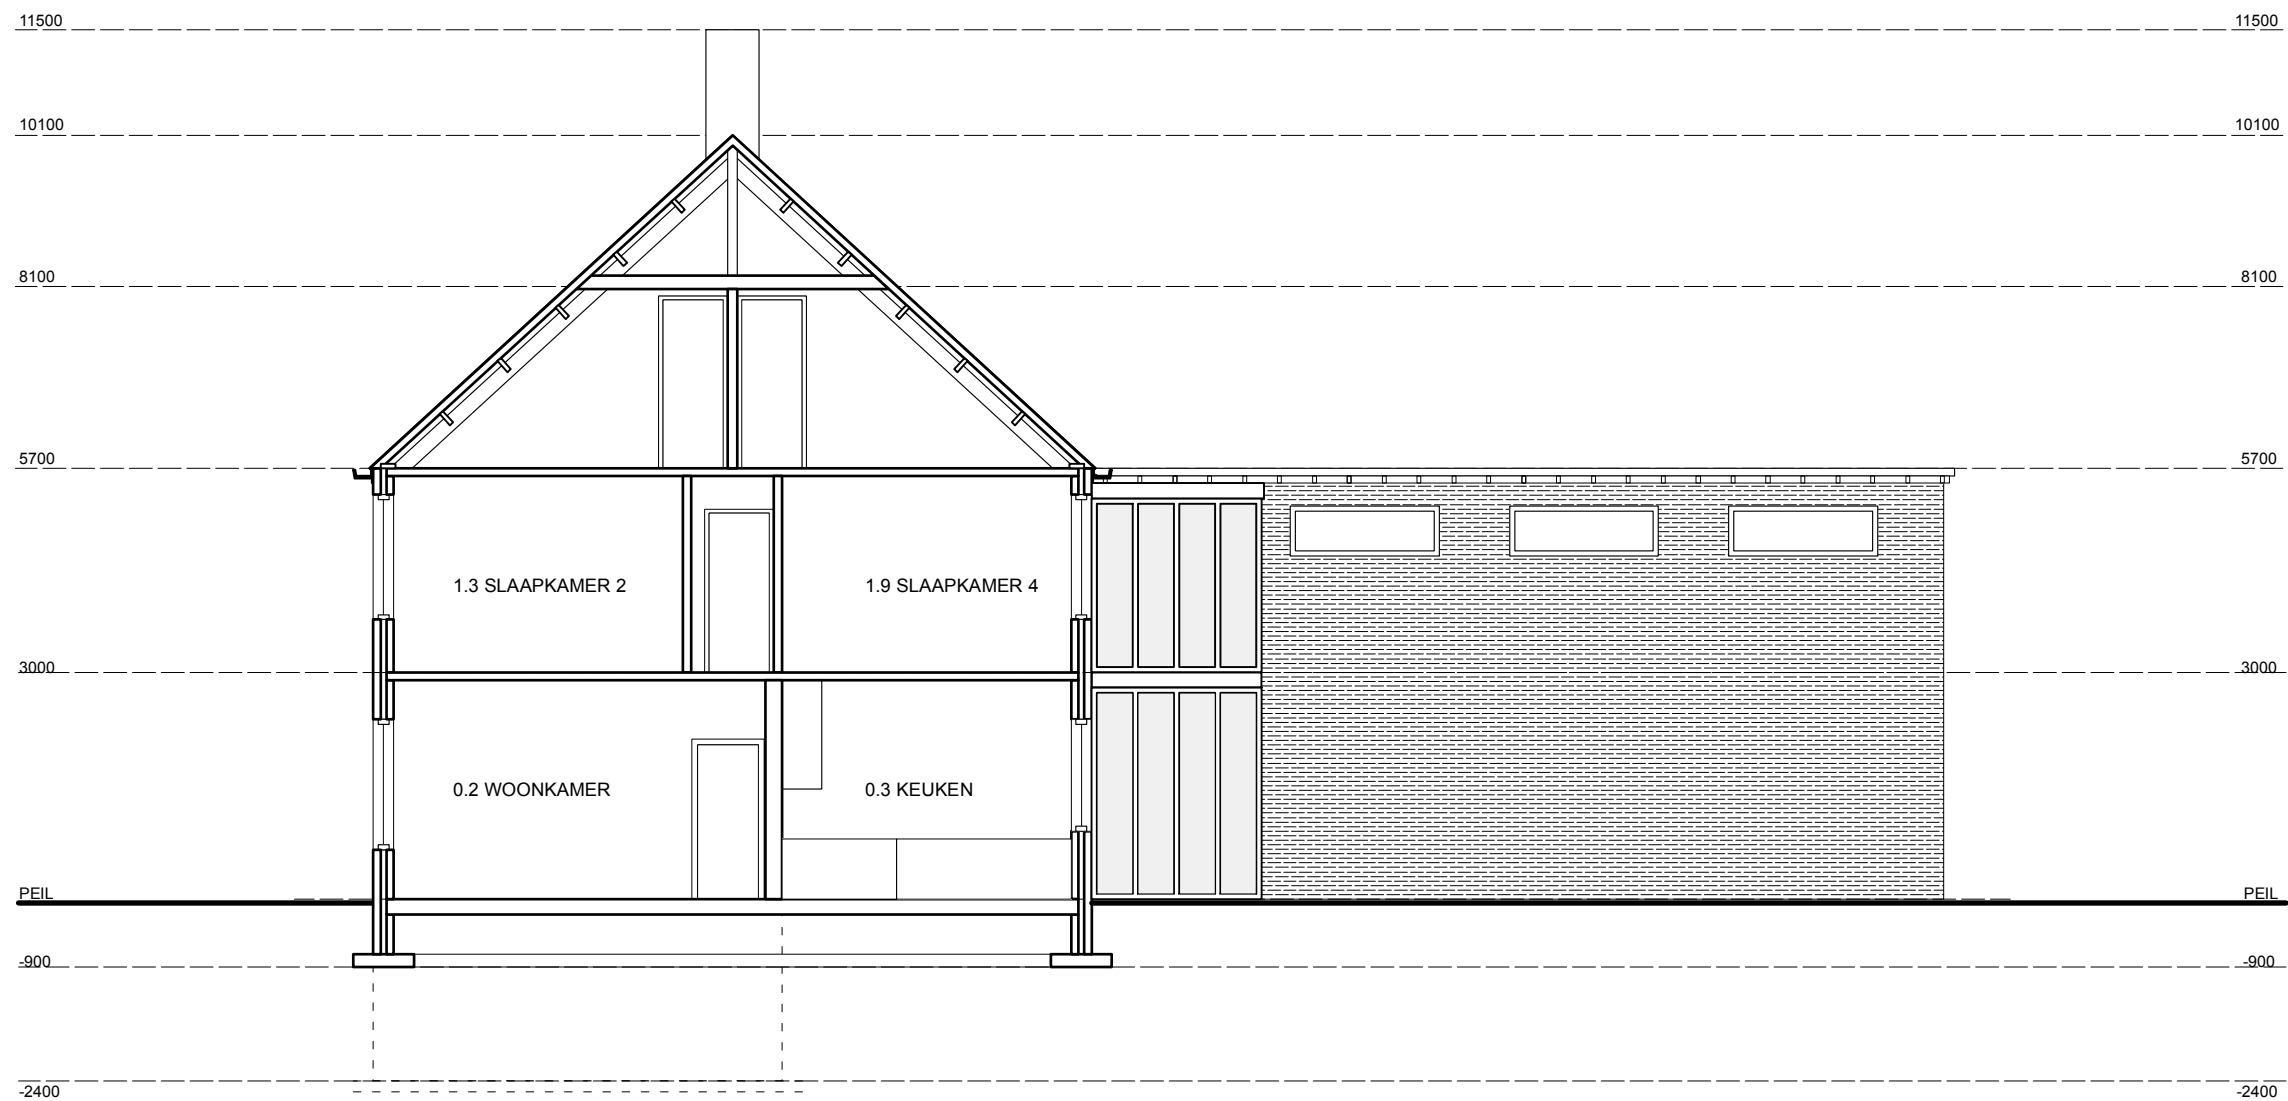 11500 11500
10100 10100
8100 8100
5700 5700
1.3 SLAAPKAMER 2 1.9 SLAAPKAMER 4
3000 3000
0.2 WOONKAMER 0.3 KEUKEN
PEIL PEIL
-900 -900
-2400 -2400